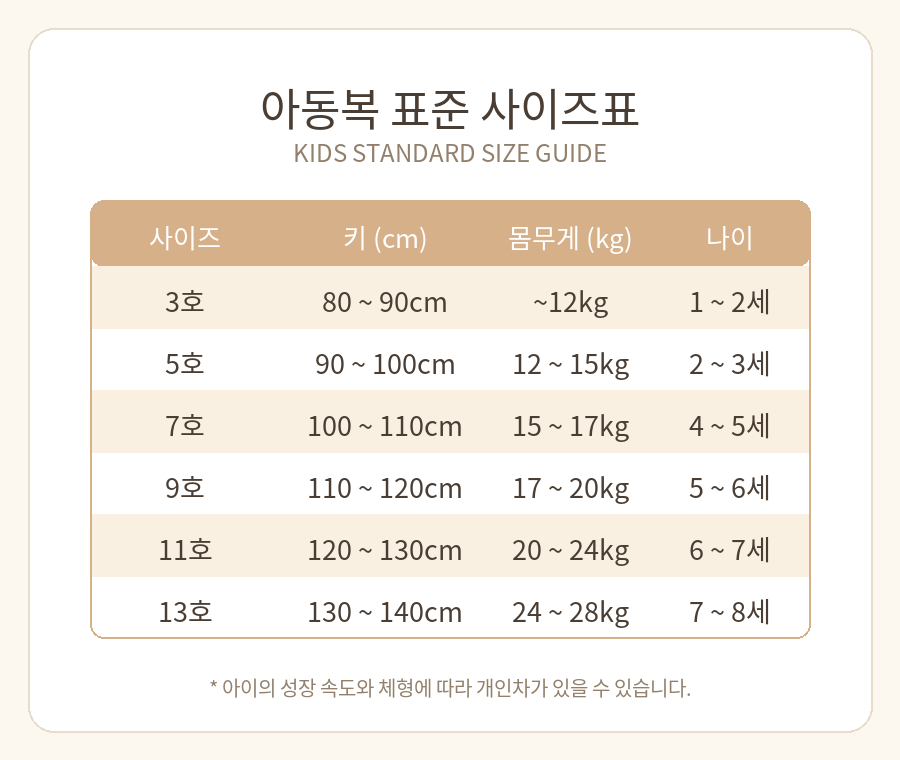 아동복 표준 사이즈표
KIDS STANDARD SIZE GUIDE
사이즈 키 (cm) 몸무게 (kg) 나이
3호 80 ~ 90cm ~12kg 1 ~ 2세
5호 90 ~ 100cm 12 ~ 15kg 2 ~ 3세
7호 100 ~ 110cm 15 ~ 17kg 4 ~ 5세
9호 110 ~ 120cm 17 ~ 20kg 5 ~ 6세
11호 120 ~ 130cm 20 ~ 24kg 6 ~ 7세
13호 130 ~ 140cm 24 ~ 28kg 7 ~ 8세
* 아이의 성장 속도와 체형에 따라 개인차가 있을 수 있습니다.